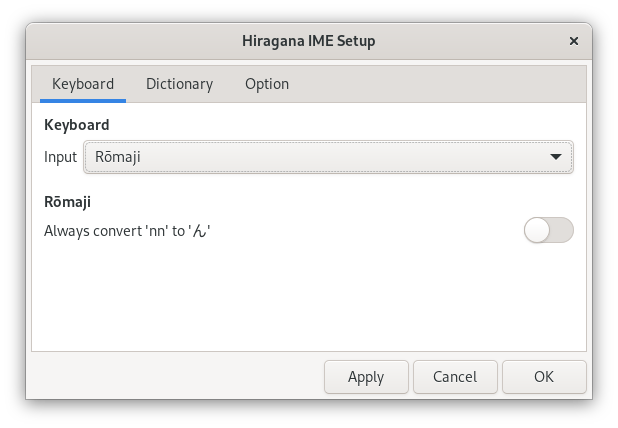 Hiragana IME Setup ×
Keyboard Dictionary Option
Keyboard
Input Rōmaji
Rōmaji
Always convert 'nn' to 'ん'
Apply Cancel OK